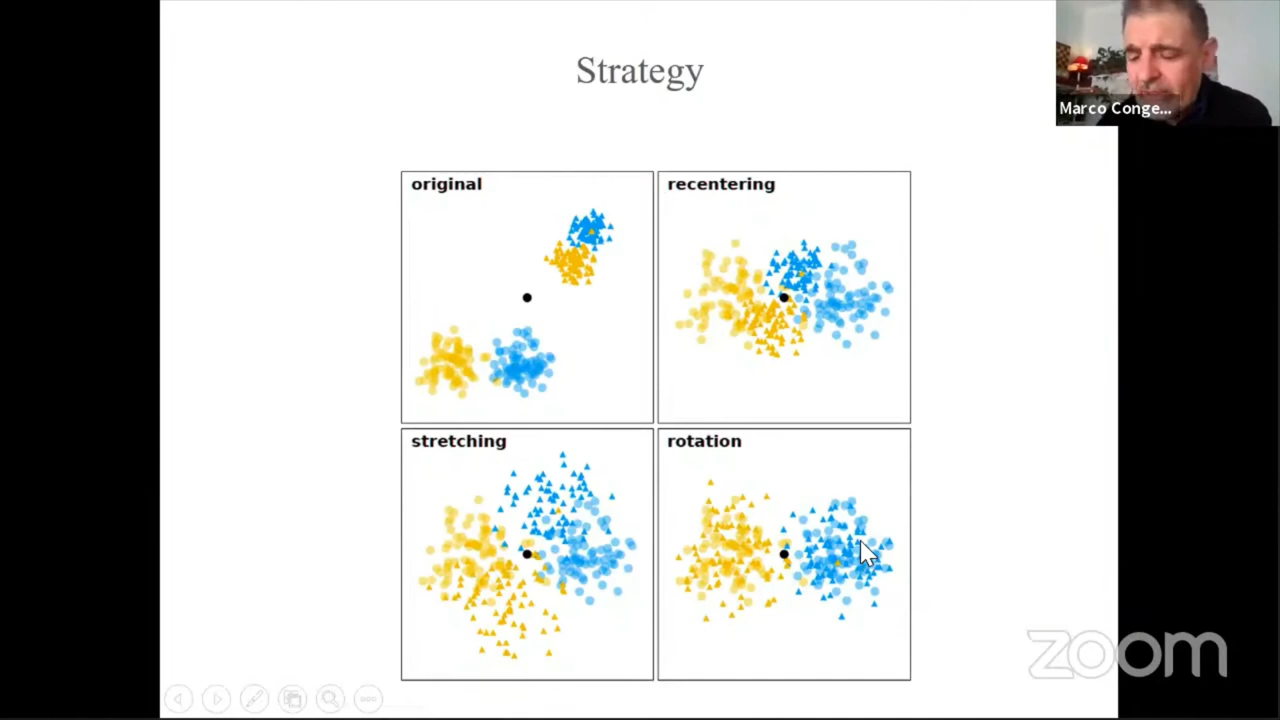 Strategy
Marco Conge...
original
recentering
stretching
rotation
zoom